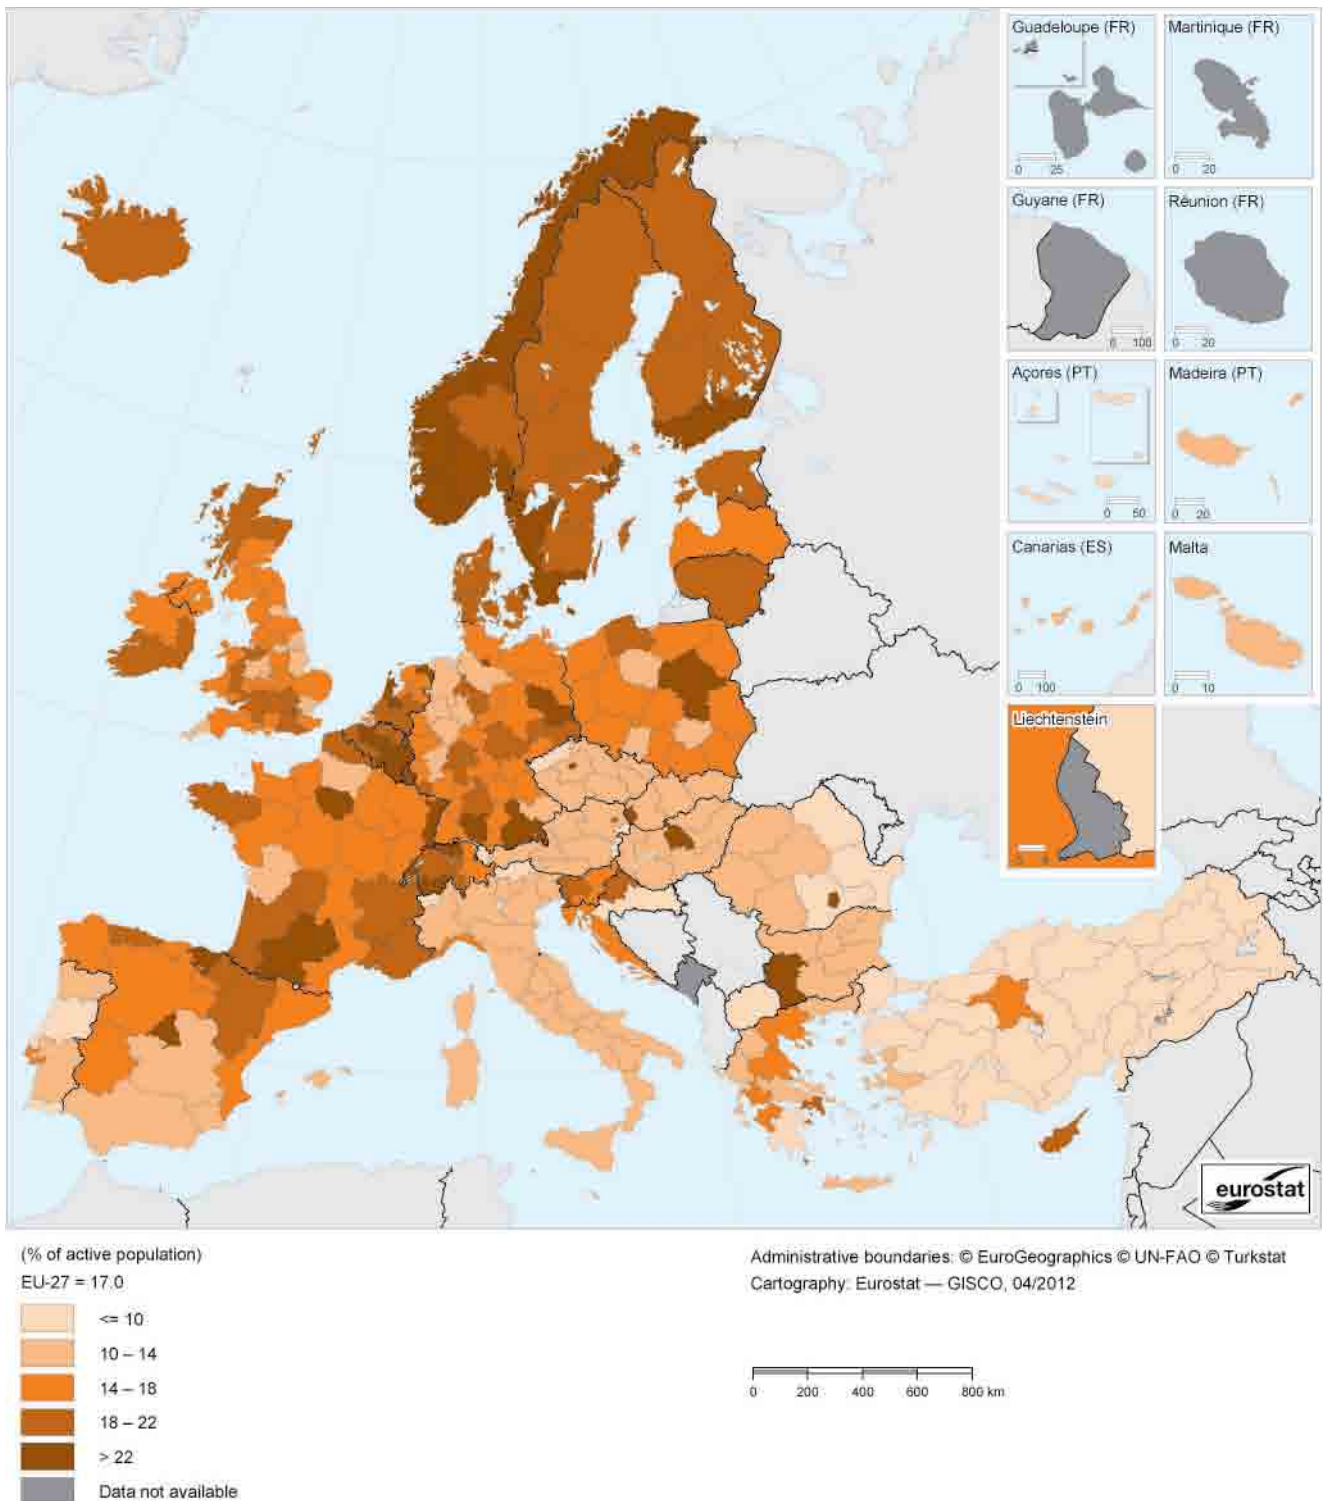 Guadeloupe (FR)
0 25
Martinique (FR)
0 20
Guyane (FR)
0 100
Réunion (FR)
0 20
Açores (PT)
0 50
Madeira (PT)
0 20
Canarias (ES)
0 100
Malta
0 10
Liechtenstein
eurostat
(% of active population)
EU-27 = 17.0
<= 10
10 – 14
14 – 18
18 – 22
> 22
Data not available
Administrative boundaries: © EuroGeographics © UN-FAO © Turkstat
Cartography: Eurostat — GISCO, 04/2012
0 200 400 600 800 km